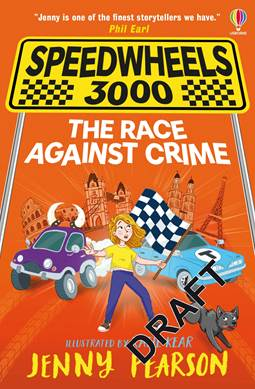 "Jenny is one of the finest storytellers we have."
Phil Earl
USBORNE
SPEEDWHEELS
3000
THE RACE
AGAINST CRIME
DRAFT
ILLUSTRATED BY KEAR
JENNY PEARSON